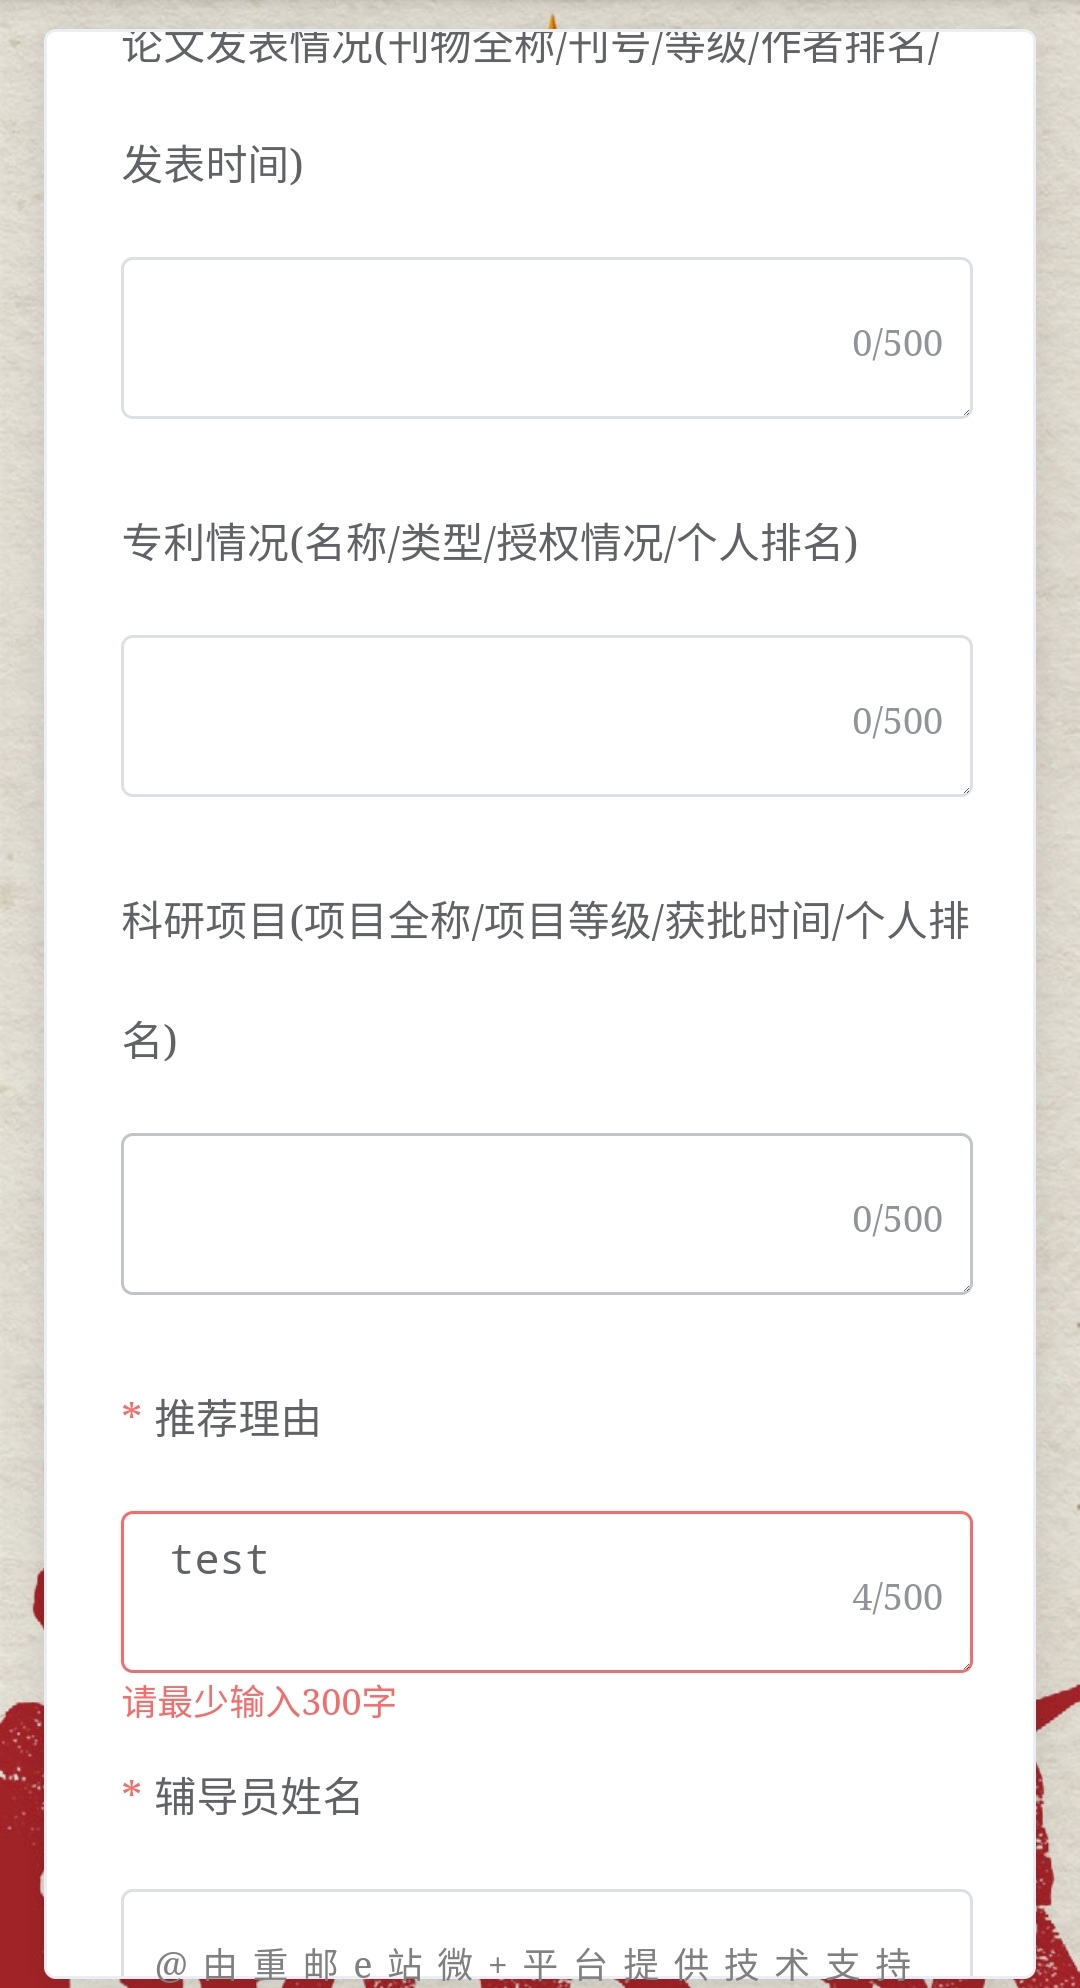 论文发表情况(刊物全称/刊号/等级/作者排名/
发表时间)
0/500
专利情况(名称/类型/授权情况/个人排名)
0/500
科研项目(项目全称/项目等级/获批时间/个人排
名)
0/500
* 推荐理由
test
4/500
请最少输入300字
* 辅导员姓名
@由重邮e站微+平台提供技术支持